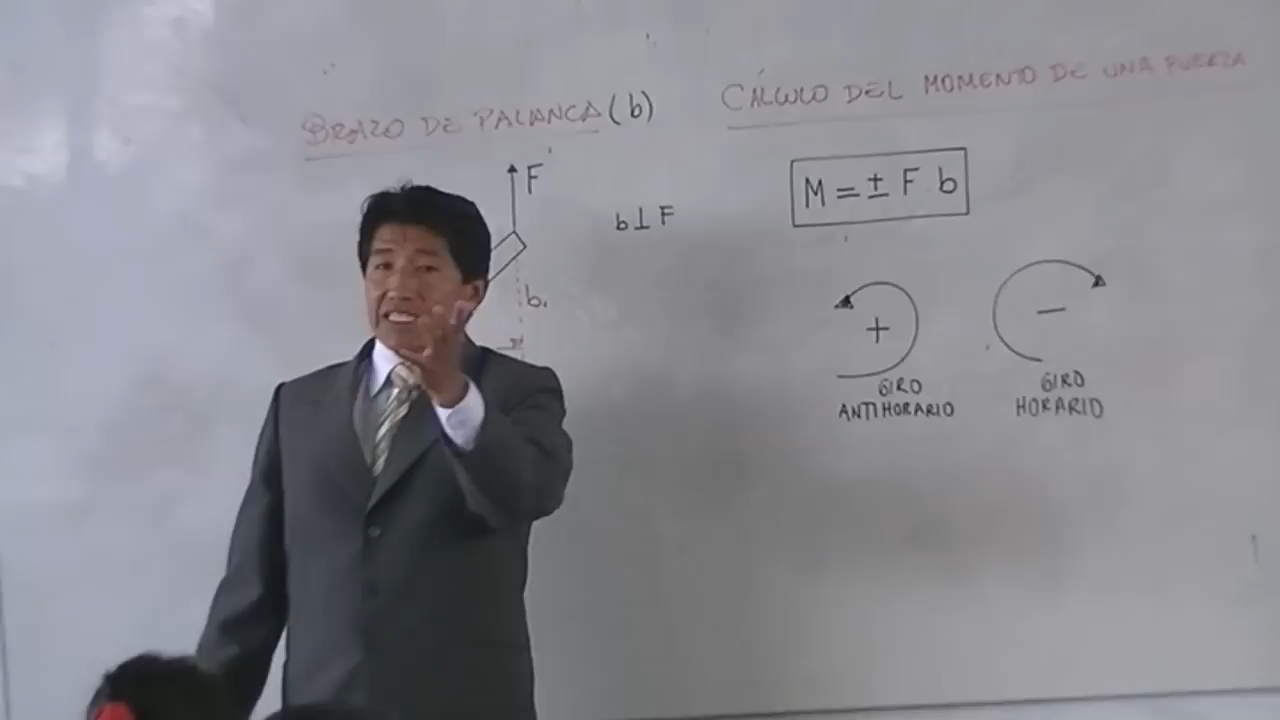 BRAZO DE PALANCA (b)
F
b⊥F
b.
CÁLCULO DEL MOMENTO DE UNA FUERZA
M = ± F b
+
GIRO
ANTIHORARIO
−
GIRO
HORARIO